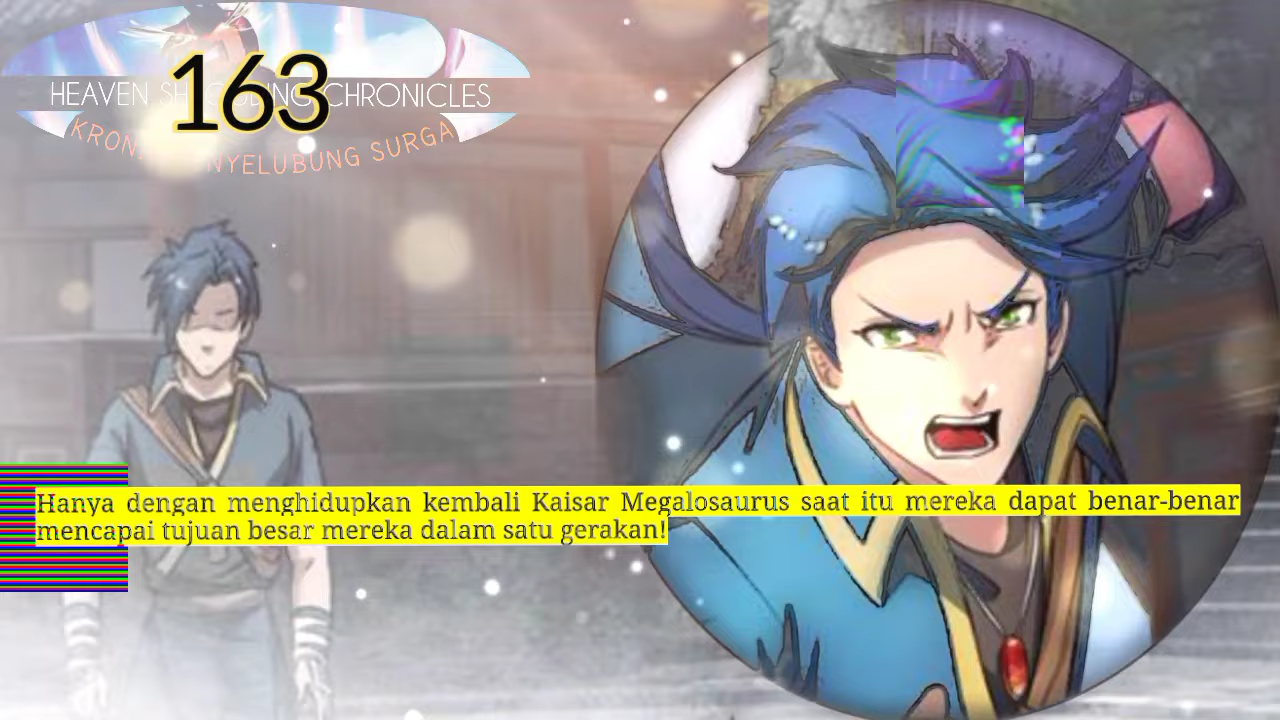 163
HEAVEN CHRONICLES
SURGA
Hanya dengan menghidupkan kembali Kaisar Megalosaurus saat itu mereka dapat benar-benar
mencapai tujuan besar mereka dalam satu gerakan!